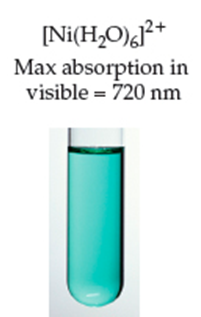 [Ni(H₂O)₆]²⁺
Max absorption in
visible = 720 nm